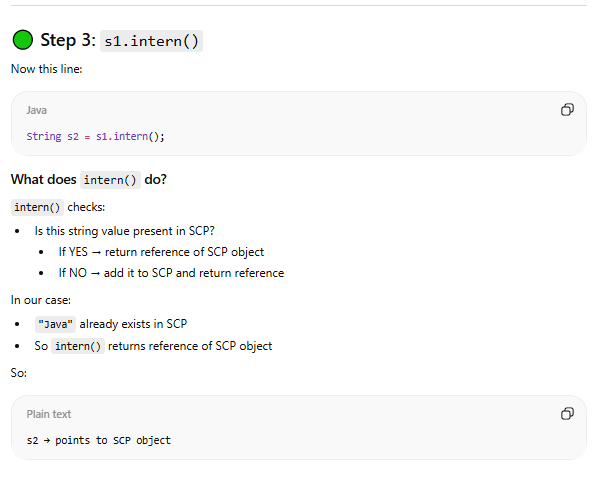 Step 3: s1.intern()
Now this line:
Java
String s2 = s1.intern();
What does intern() do?
intern() checks:
• Is this string value present in SCP?
• If YES → return reference of SCP object
• If NO → add it to SCP and return reference
In our case:
• "Java" already exists in SCP
• So intern() returns reference of SCP object
So:
Plain text
s2 → points to SCP object